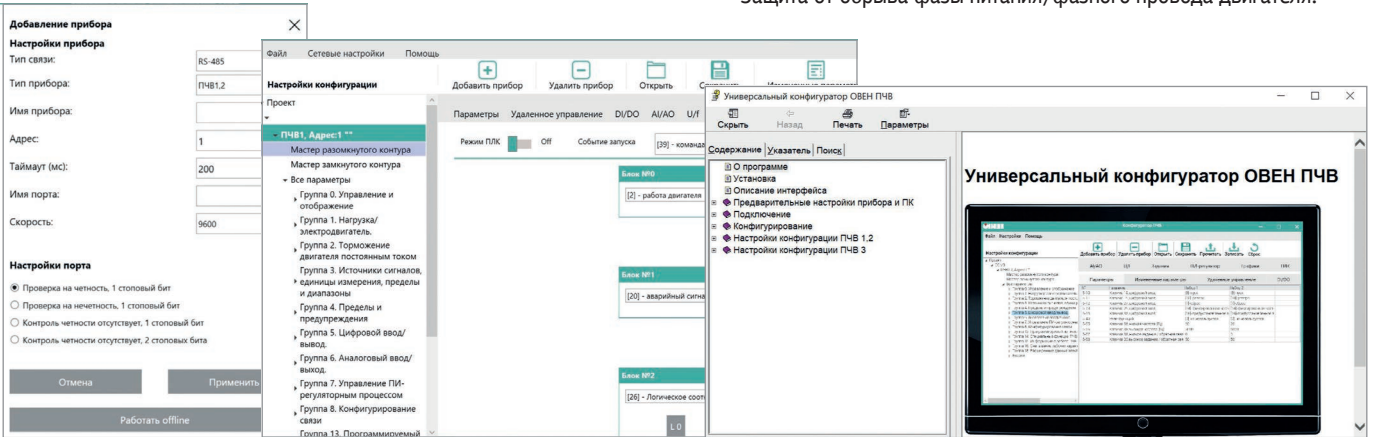 Защита от обрыва фазы питания/фазного провода двигателя.
Добавление прибора
Настройки прибора
Тип связи: RS-485
Тип прибора: ПЧВ1,2
Имя прибора:
Адрес: 1
Таймаут (мс): 200
Имя порта:
Скорость: 9600
Настройки порта
Проверка на четность, 1 стоповый бит
Проверка на нечетность, 1 стоповый бит
Контроль четности отсутствует, 1 стоповый бит
Контроль четности отсутствует, 2 стоповых бита
Отмена
Применить
Работать offline
Файл Сетевые настройки Помощь
Настройки конфигурации
Добавить прибор Удалить прибор Открыть
Проект
ПЧВ1, Адрес:1 ""
Мастер разомкнутого контура
Мастер замкнутого контура
Все параметры
Группа 0. Управление и
отображение
Группа 1. Нагрузка/
электродвигатель.
Группа 2. Торможение
двигателя постоянным током
Группа 3. Источники сигналов,
единицы измерения, пределы
и диапазоны
Группа 4. Пределы и
предупреждения
Группа 5. Цифровой ввод/
вывод.
Группа 6. Аналоговый ввод/
выход.
Группа 7. Управление ПИ-
регуляторным процессом
Группа 8. Конфигурирование
связи
Группа 13. Программируемый
Параметры Удаленное управление DI/DO AI/AO U/f
Режим ПЛК Off Событие запуска [39] - команда
Блок №0
[2] - работа двигателя
Блок №1
[20] - аварийный сигна
Блок №2
[26] - Логическое соот
L 0
Универсальный конфигуратор ОВЕН ПЧВ
Скрыть Назад Печать Параметры
Содержание Указатель Поиск
О программе
Установка
Описание интерфейса
Предварительные настройки прибора и ПК
Подключение
Конфигурирование
Настройки конфигурации ПЧВ 1,2
Настройки конфигурации ПЧВ 3
Универсальный конфигуратор ОВЕН ПЧВ